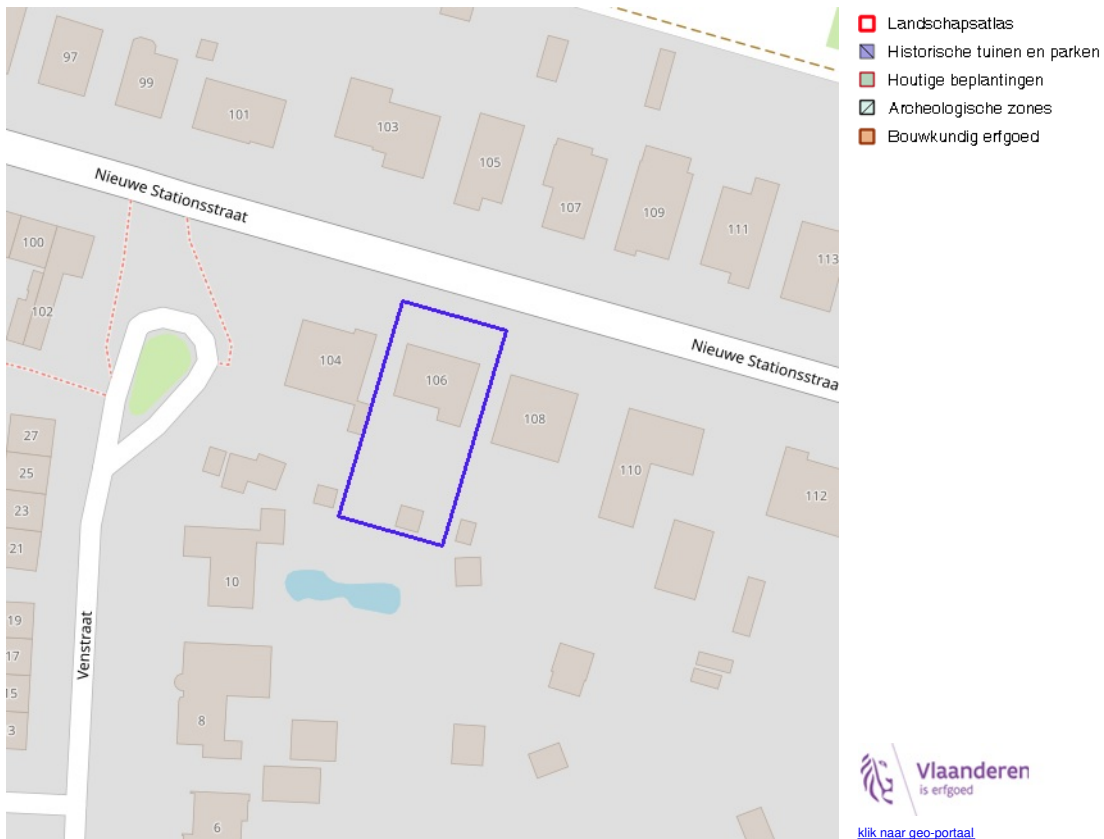 97
99
101
103
105
107
109
111
113
Nieuwe Stationsstraat
100
102
104
106
108
110
112
Nieuwe Stationsstraa
27
25
23
21
19
17
15
3
Venstraat
10
8
6
Landschapsatlas
Historische tuinen en parken
Houtige beplantingen
Archeologische zones
Bouwkundig erfgoed
Vlaanderen
is erfgoed
klik naar geo-portaal